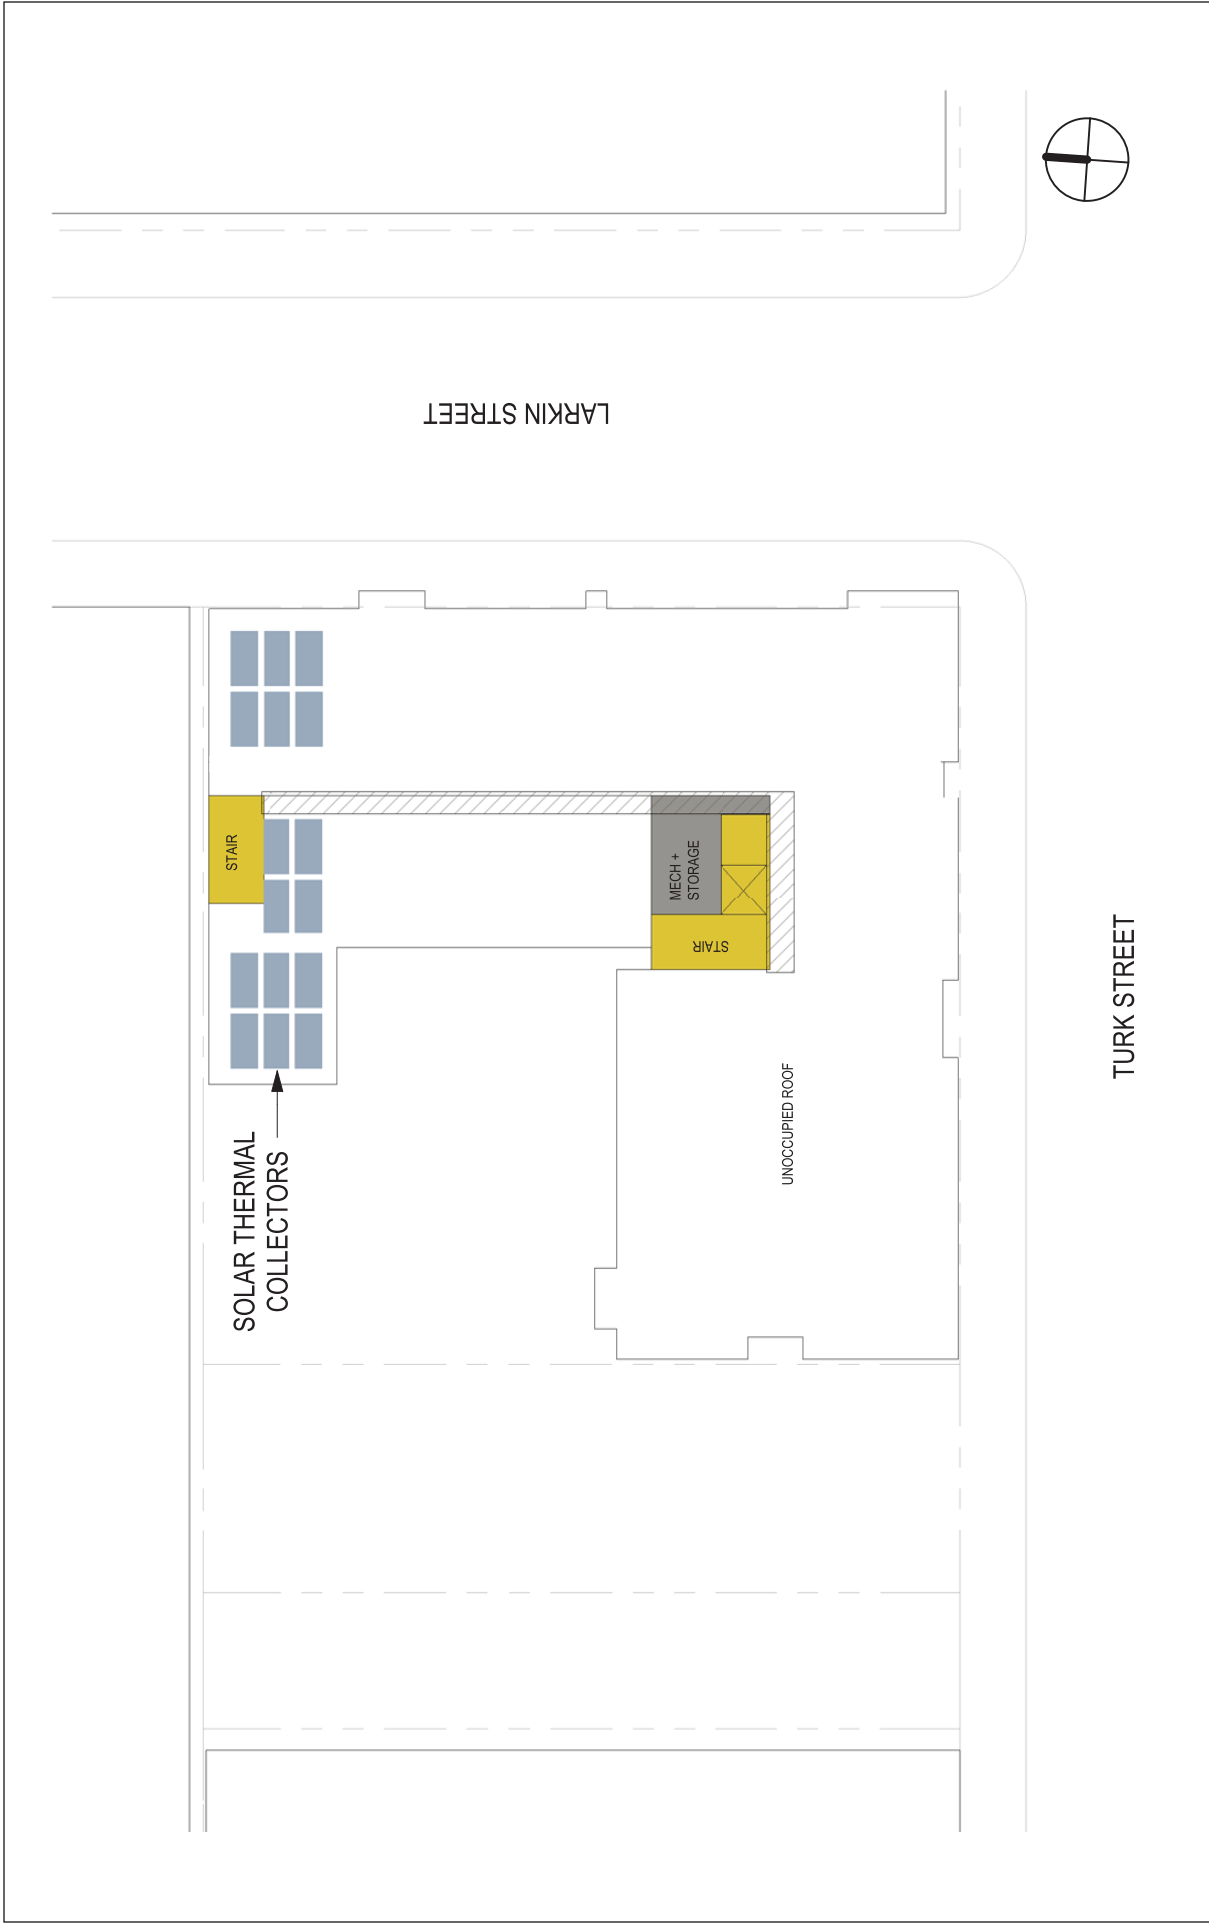 LARKIN STREET
STAIR
MECH +
STORAGE
STAIR
TURK STREET
UNOCCUPIED ROOF
SOLAR THERMAL
COLLECTORS